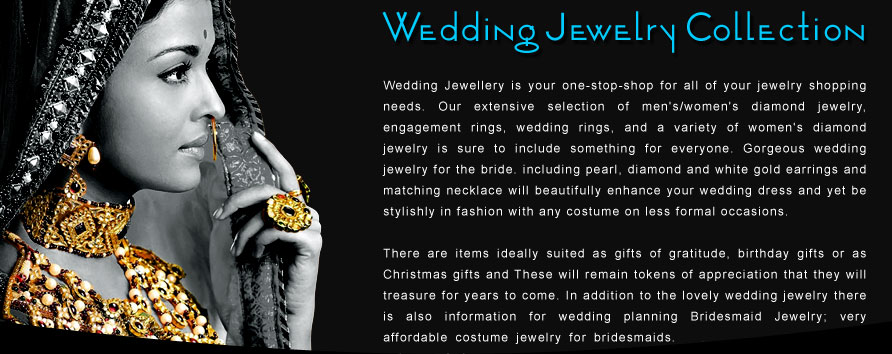 Wedding Jewelry Collection
Wedding Jewellery is your one-stop-shop for all of your jewelry shopping
needs. Our extensive selection of men's/women's diamond jewelry,
engagement rings, wedding rings, and a variety of women's diamond
jewelry is sure to include something for everyone. Gorgeous wedding
jewelry for the bride. including pearl, diamond and white gold earrings and
matching necklace will beautifully enhance your wedding dress and yet be
stylishly in fashion with any costume on less formal occasions.
There are items ideally suited as gifts of gratitude, birthday gifts or as
Christmas gifts and These will remain tokens of appreciation that they will
treasure for years to come. In addition to the lovely wedding jewelry there
is also information for wedding planning Bridesmaid Jewelry; very
affordable costume jewelry for bridesmaids.